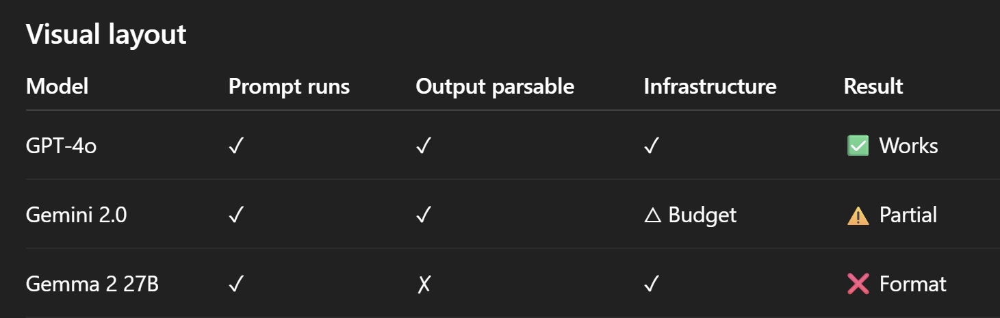 Visual layout
Model Prompt runs Output parsable Infrastructure Result
GPT-4o ✓ ✓ ✓ ✅ Works
Gemini 2.0 ✓ ✓ △ Budget ⚠️ Partial
Gemma 2 27B ✓ ✗ ✓ ❌ Format